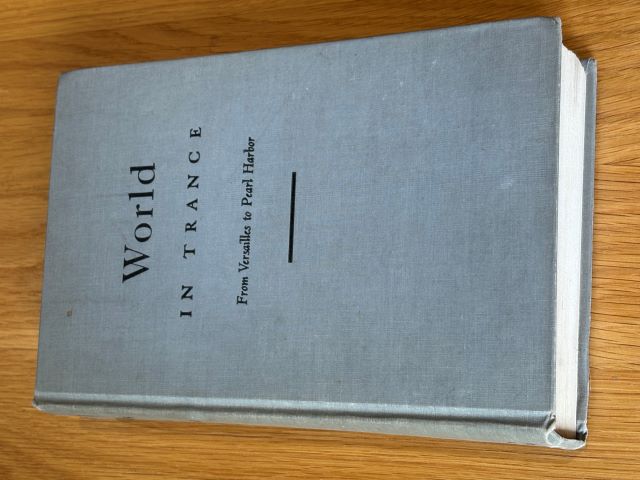 World
IN TRANCE
From Versailles to Pearl Harbor